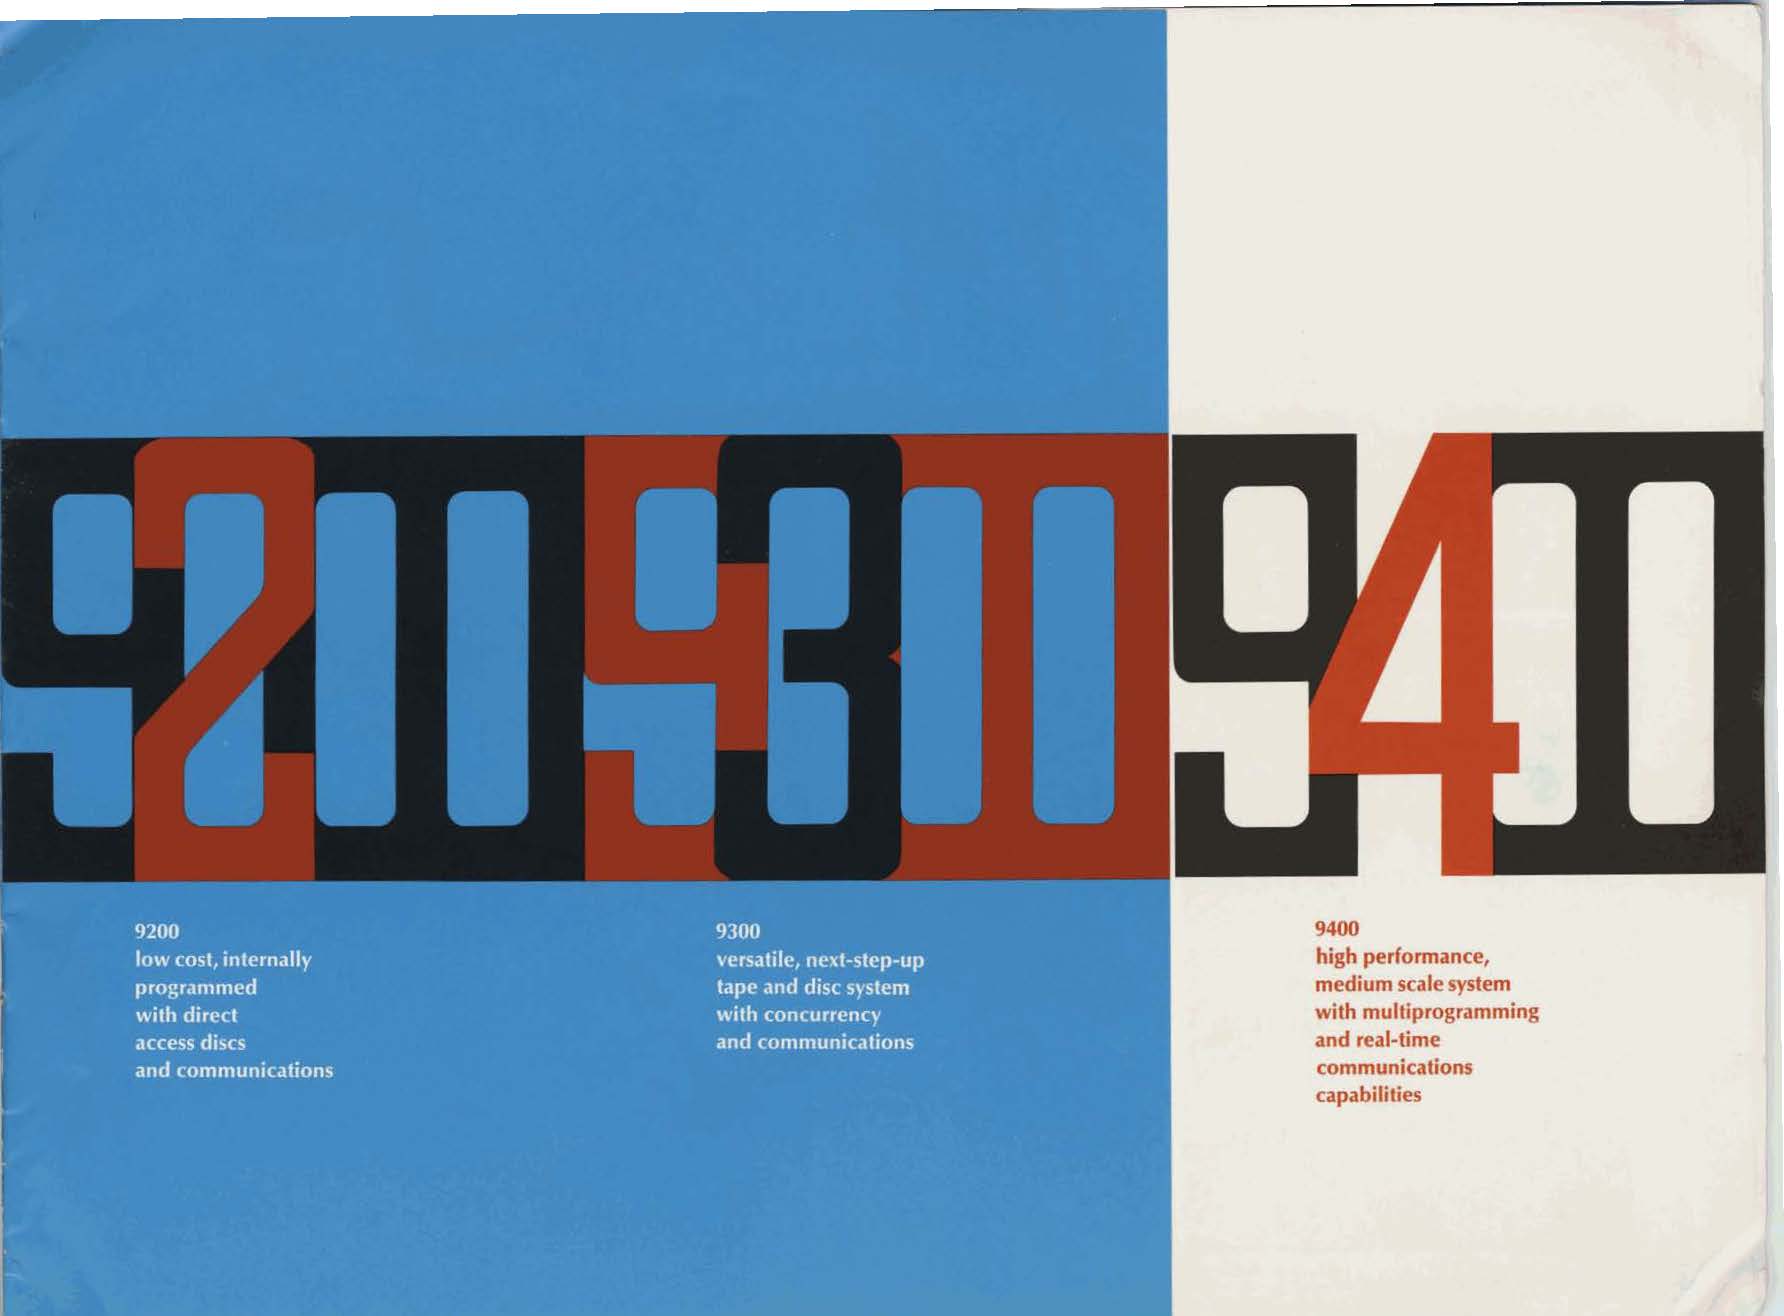 9200 9300 9400
9200
low cost, internally
programmed
with direct
access discs
and communications
9300
versatile, next-step-up
tape and disc system
with concurrency
and communications
9400
high performance,
medium scale system
with multiprogramming
and real-time
communications
capabilities